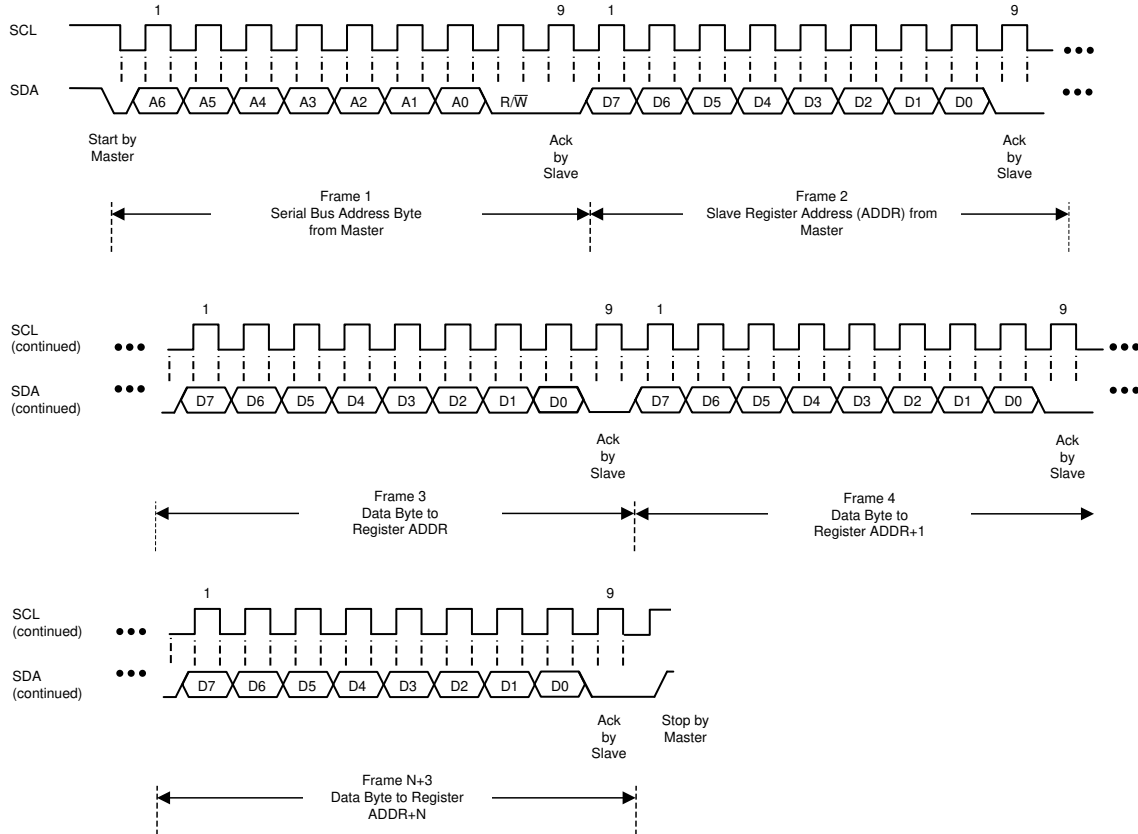 1 9 1 9
SCL
SDA A6 A5 A4 A3 A2 A1 A0 R/W̅ D7 D6 D5 D4 D3 D2 D1 D0
Start by
Master
Ack
by
Slave
Ack
by
Slave
Frame 1
Serial Bus Address Byte
from Master
Frame 2
Slave Register Address (ADDR) from
Master
1 9 1 9
SCL
(continued)
SDA
(continued)
D7 D6 D5 D4 D3 D2 D1 D0 D7 D6 D5 D4 D3 D2 D1 D0
Ack
by
Slave
Ack
by
Slave
Frame 3
Data Byte to
Register ADDR
Frame 4
Data Byte to
Register ADDR+1
1 9
SCL
(continued)
SDA
(continued)
D7 D6 D5 D4 D3 D2 D1 D0
Ack
by
Slave
Stop by
Master
Frame N+3
Data Byte to Register
ADDR+N